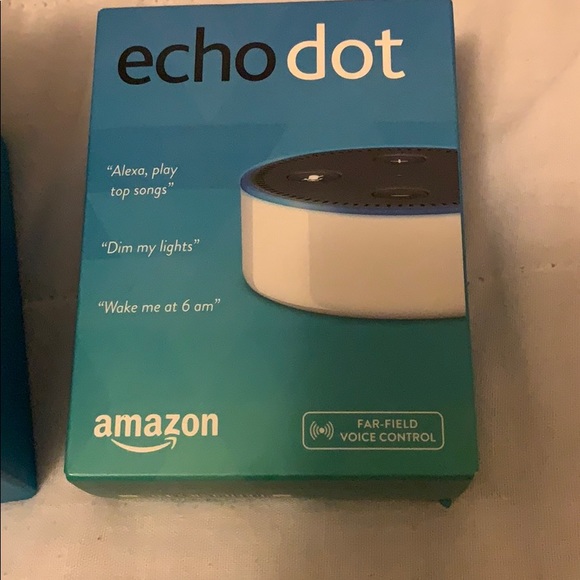 echo dot
“Alexa, play
top songs”
“Dim my lights”
“Wake me at 6 am”
amazon
FAR-FIELD
VOICE CONTROL